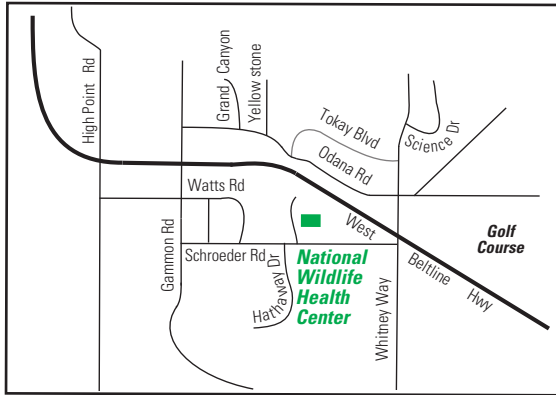 High Point Rd
Grand Canyon
Yellow stone
Tokay Blvd
Science Dr
Odana Rd
Watts Rd
West Beltline Hwy
Golf
Course
Gammon Rd
Schroeder Rd
Hathaway Dr
National
Wildlife
Health
Center
Whitney Way